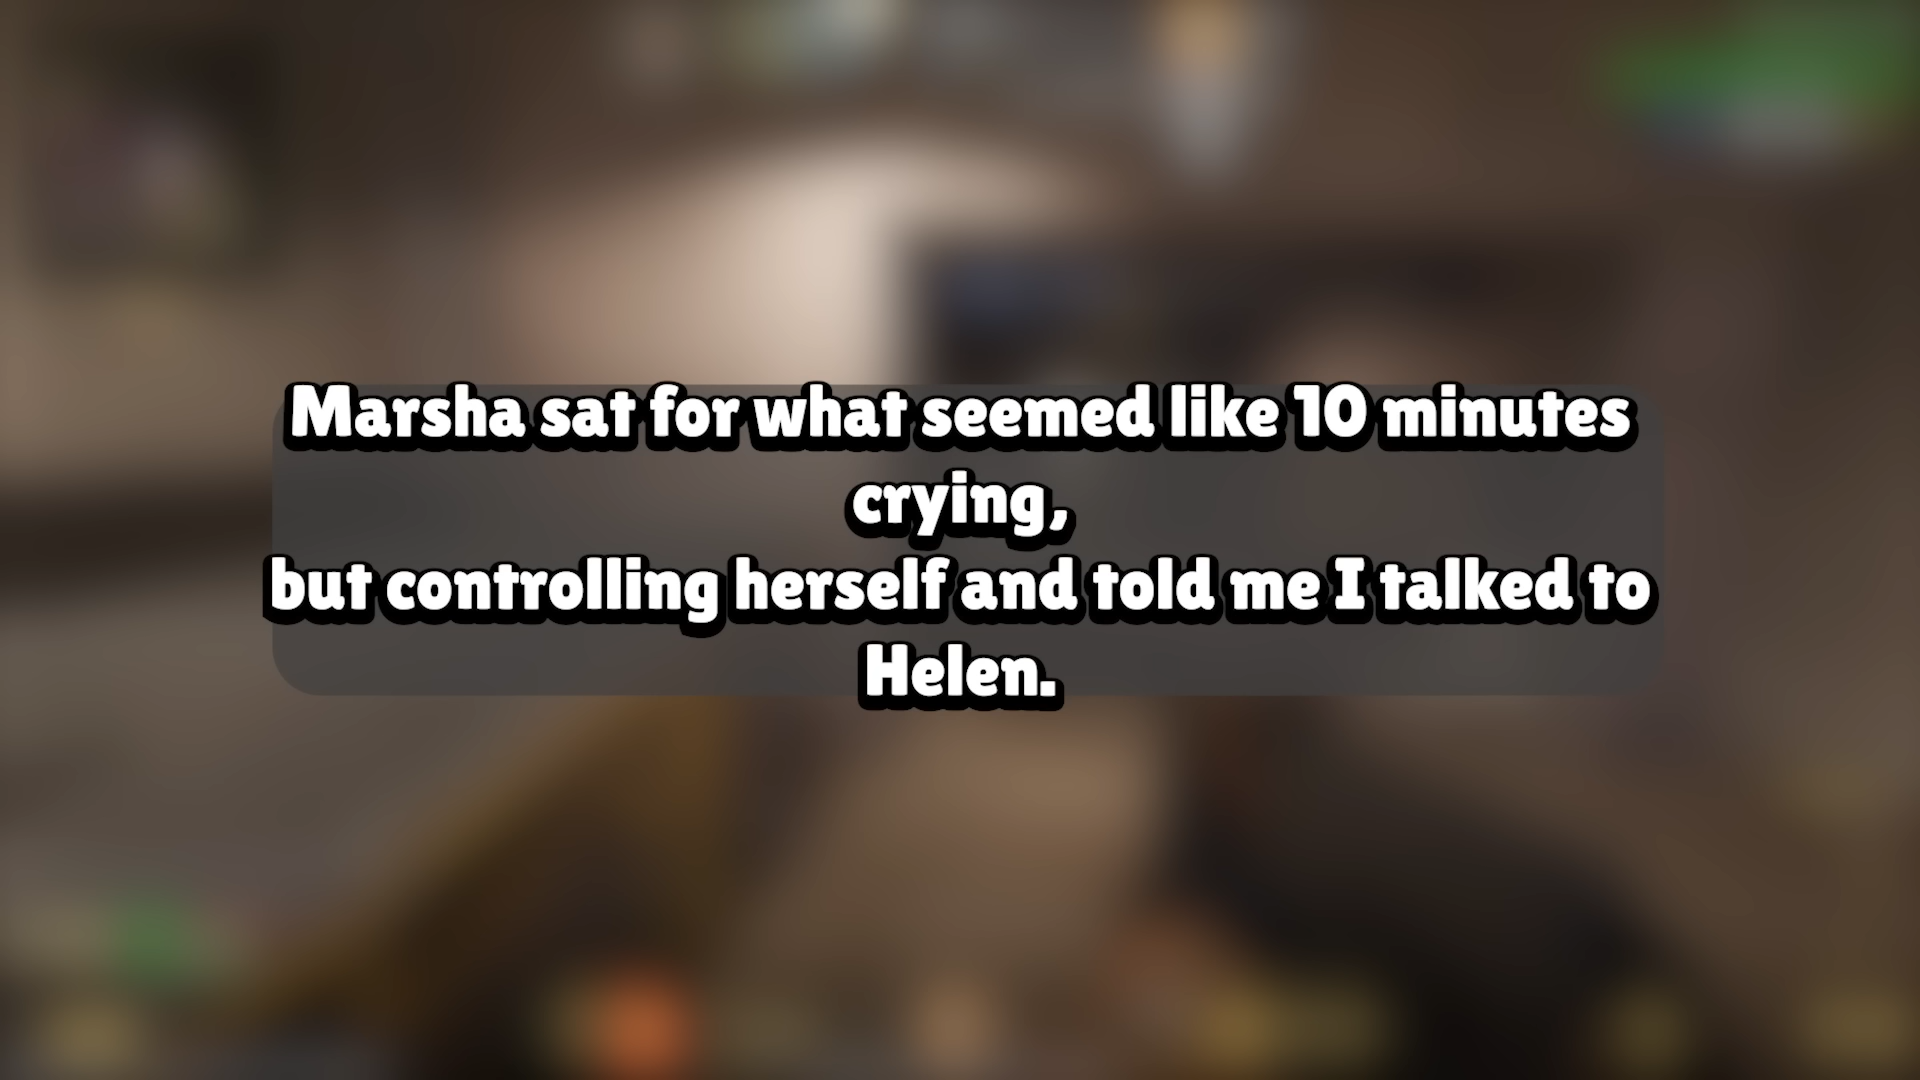 Marsha sat for what seemed like 10 minutes
crying,
but controlling herself and told me I talked to
Helen.